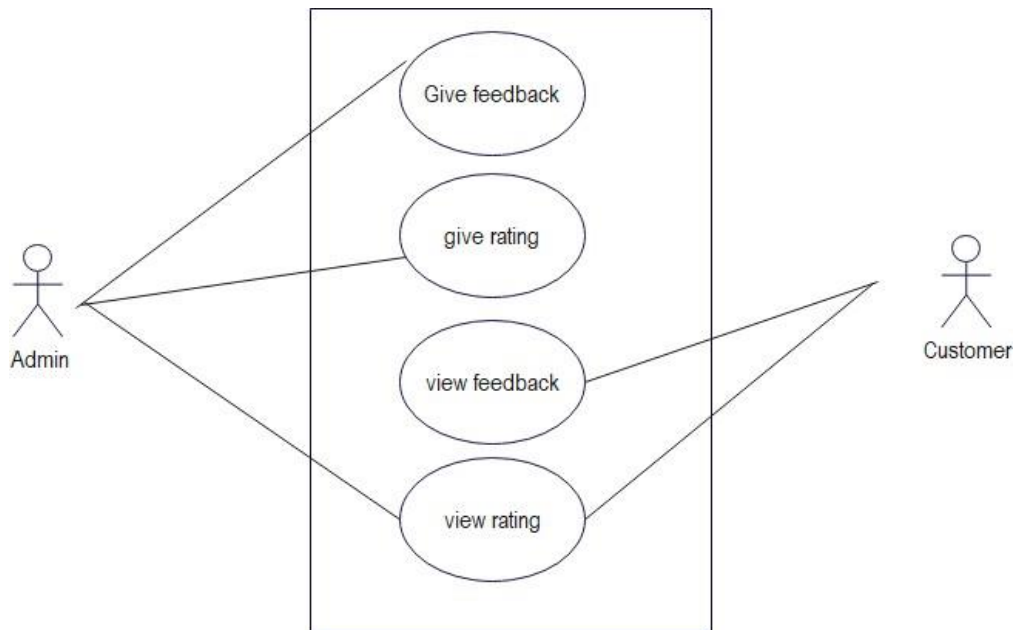 Give feedback
give rating
Admin
view feedback
Customer
view rating